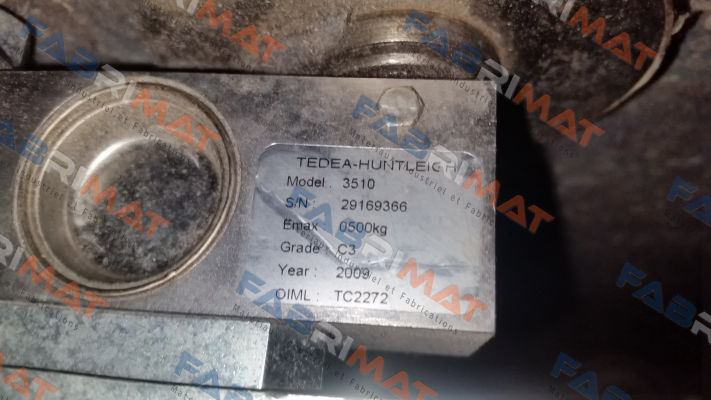 TEDEA-HUNTLEIGH
Model : 3510
S/N : 29169366
Emax : 0500kg
Grade : C3
Year : 2009
OIML : TC2272
FABRIMAT
Matériel Industriel et Fabrications